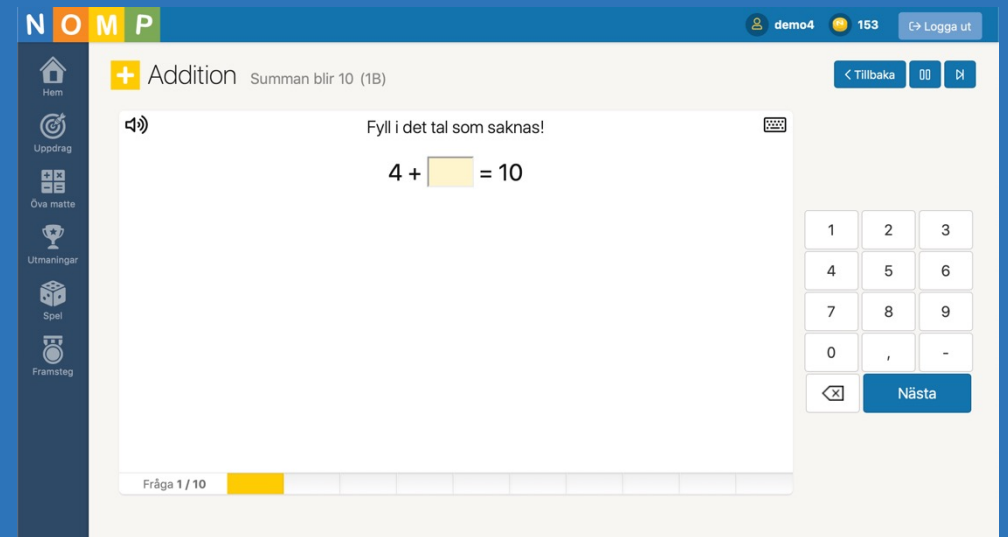 NOMP
demo4 153 Logga ut
Hem
Uppdrag
Öva matte
Utmaningar
Spel
Framsteg
Addition Summan blir 10 (1B)
Tillbaka
Fyll i det tal som saknas!
4 + = 10
1 2 3
4 5 6
7 8 9
0 , -
Nästa
Fråga 1 / 10